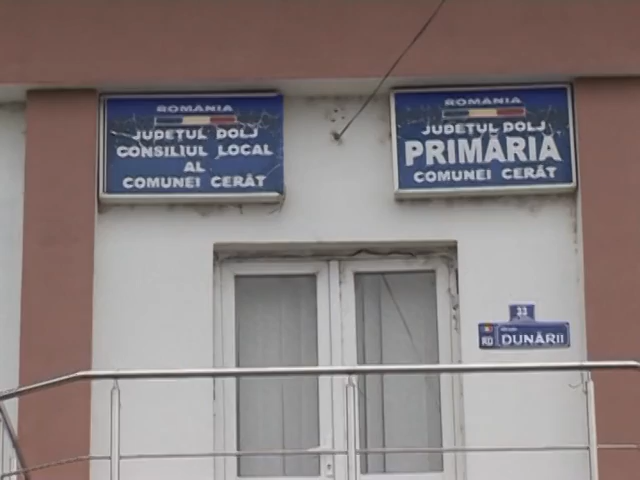 ROMANIA
JUDEȚUL DOLJ
CONSILIUL LOCAL
AL
COMUNEI CERĂT
ROMANIA
JUDEȚUL DOLJ
PRIMĂRIA
COMUNEI CERĂT
33
RO
DUNĂRII